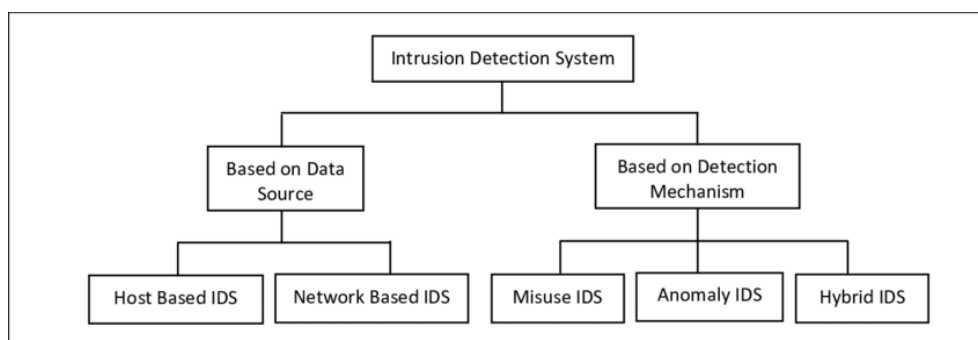 Intrusion Detection System
Based on Data
Source
Based on Detection
Mechanism
Host Based IDS
Network Based IDS
Misuse IDS
Anomaly IDS
Hybrid IDS